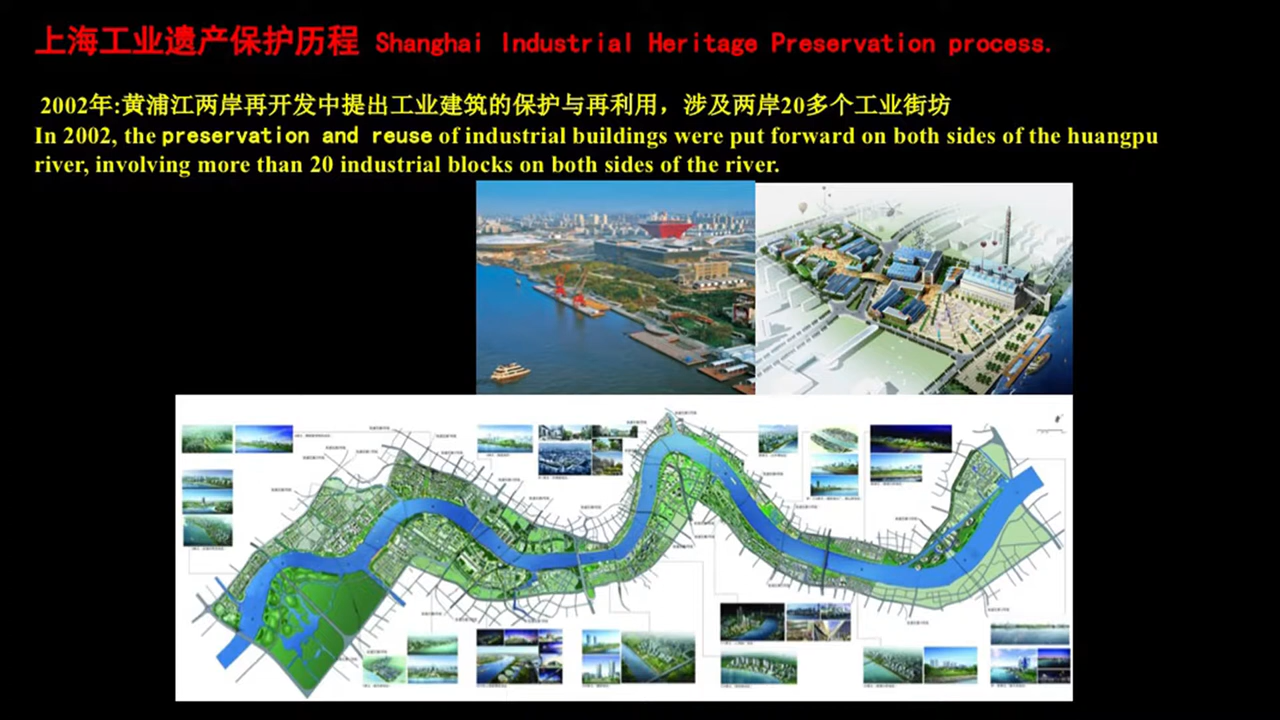 上海工业遗产保护历程 Shanghai Industrial Heritage Preservation process.
2002年:黄浦江两岸再开发中提出工业建筑的保护与再利用，涉及两岸20多个工业街坊
In 2002, the preservation and reuse of industrial buildings were put forward on both sides of the huangpu
river, involving more than 20 industrial blocks on both sides of the river.